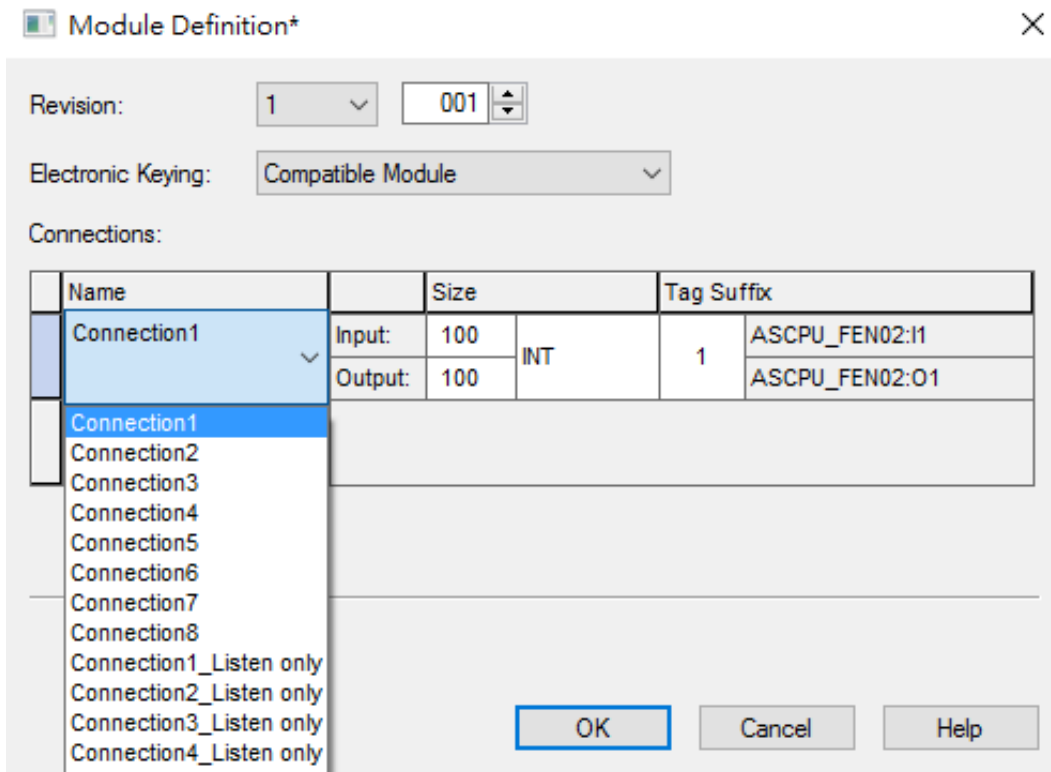 Module Definition*
Revision: 1 001
Electronic Keying: Compatible Module
Connections:
Name Size Tag Suffix
Connection1 Input: 100 INT 1 ASCPU_FEN02:I1
Output: 100 ASCPU_FEN02:O1
Connection1
Connection2
Connection3
Connection4
Connection5
Connection6
Connection7
Connection8
Connection1_Listen only
Connection2_Listen only
Connection3_Listen only
Connection4_Listen only
OK Cancel Help